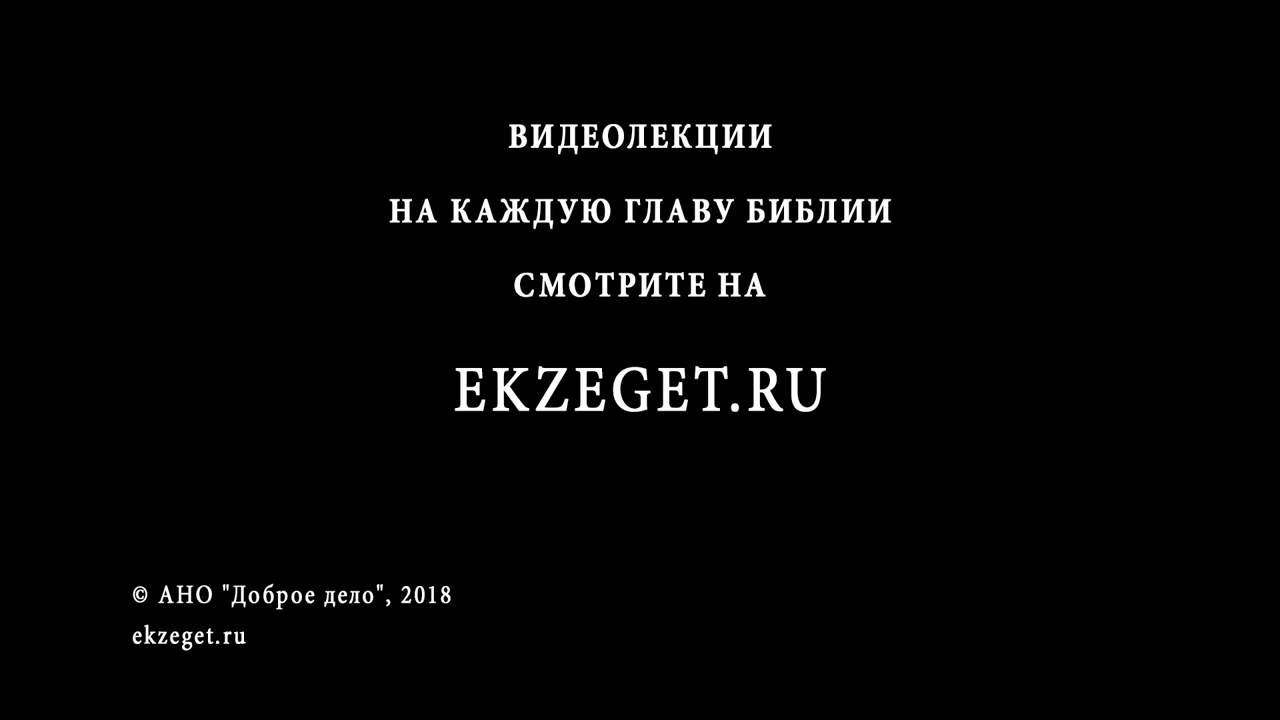 ВИДЕОЛЕКЦИИ
НА КАЖДУЮ ГЛАВУ БИБЛИИ
СМОТРИТЕ НА
EKZEGET.RU
© АНО "Доброе дело", 2018
ekzeget.ru